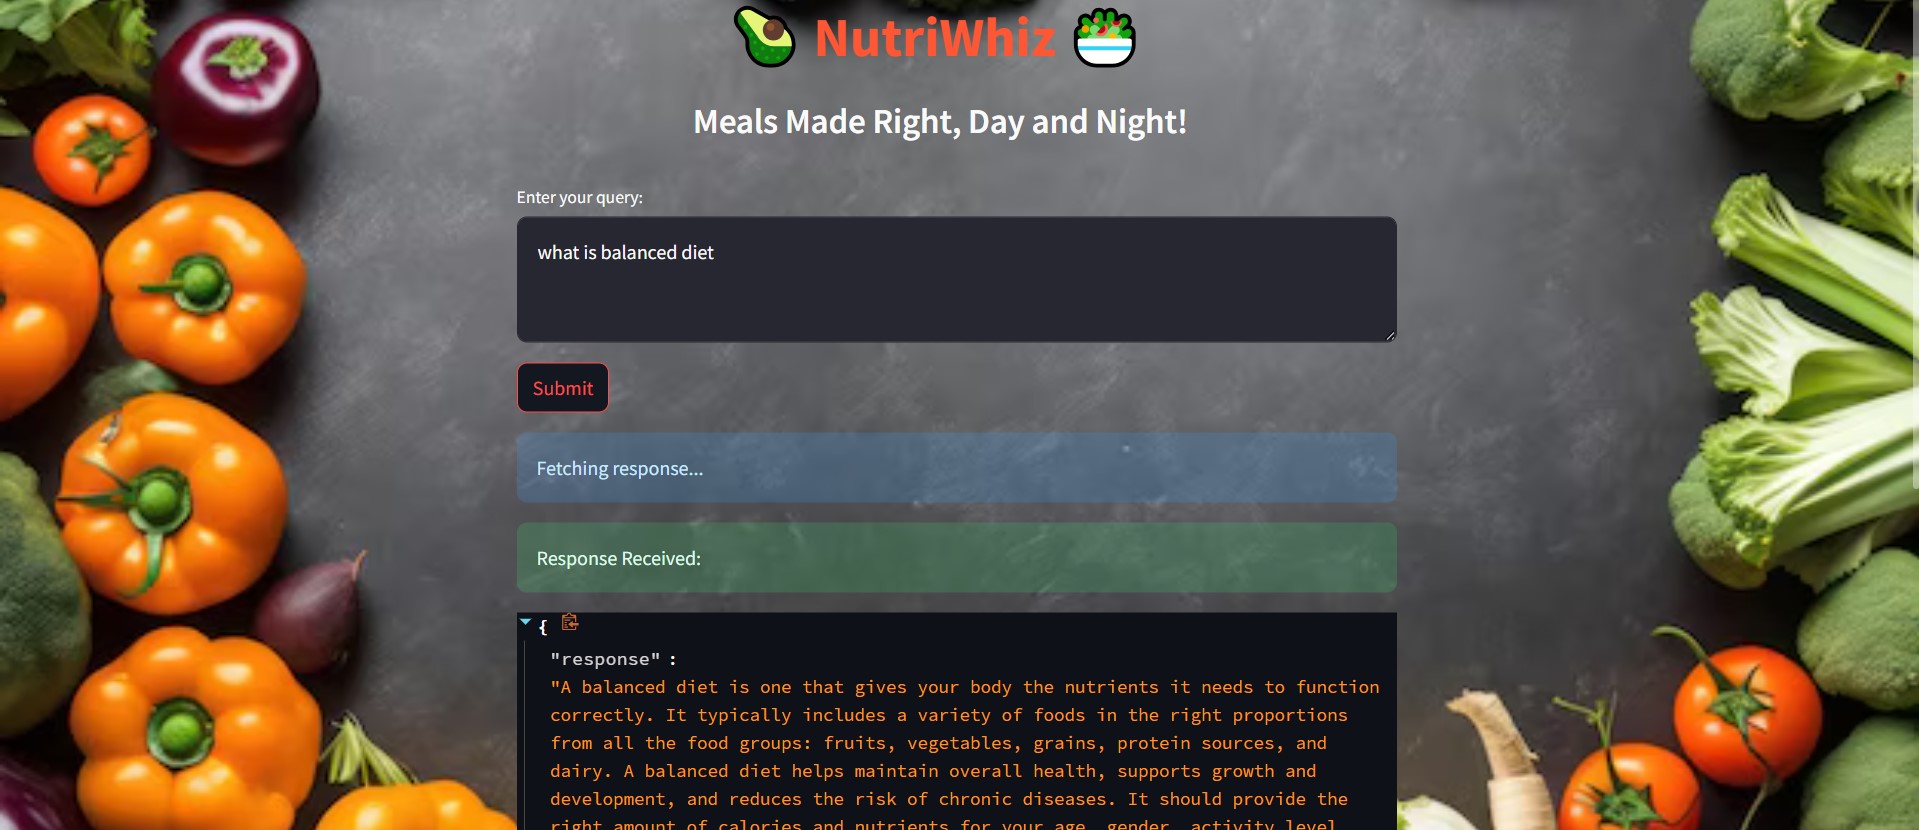 NutriWhiz
Meals Made Right, Day and Night!
Enter your query:
what is balanced diet
Submit
Fetching response...
Response Received:
{
"response" :
"A balanced diet is one that gives your body the nutrients it needs to function
correctly. It typically includes a variety of foods in the right proportions
from all the food groups: fruits, vegetables, grains, protein sources, and
dairy. A balanced diet helps maintain overall health, supports growth and
development, and reduces the risk of chronic diseases. It should provide the
right amount of calories and nutrients for your age, gender, activity level,